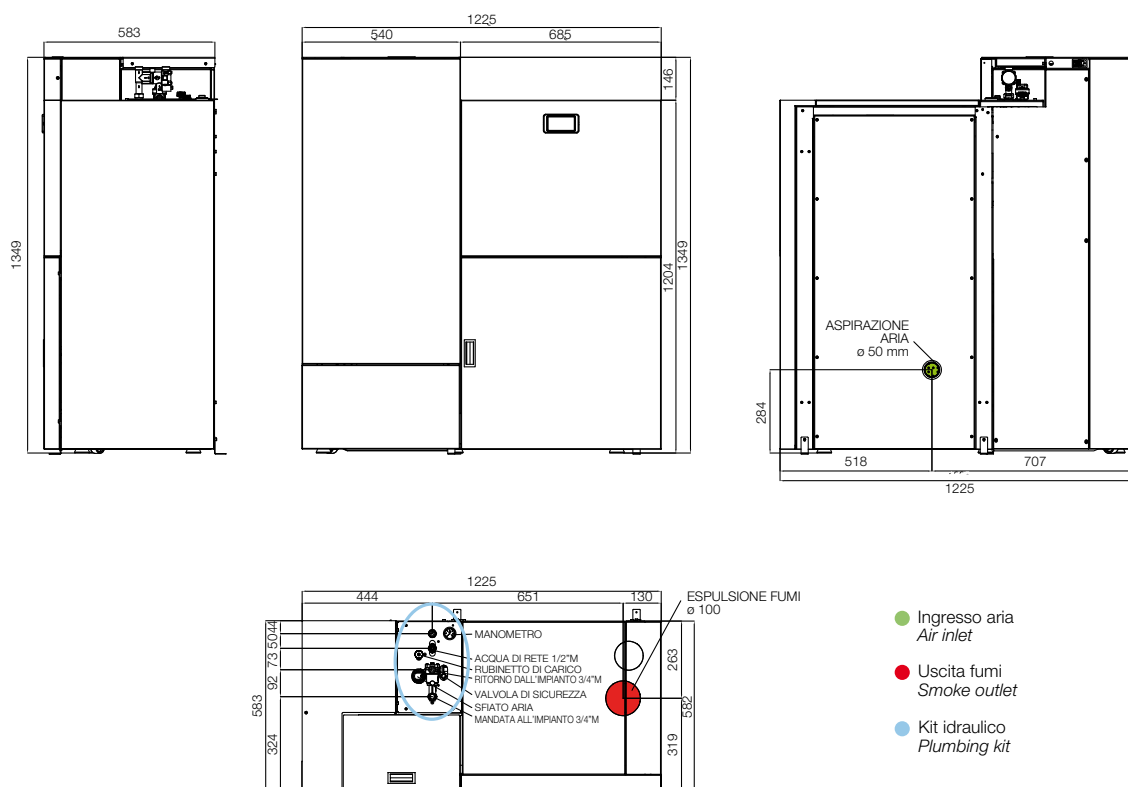 583
1349
1225
540
685
146
1204
1349
ASPIRAZIONE
ARIA
ø 50 mm
284
518
707
1225
1225
444
651
130
ESPULSIONE FUMI
ø 100
44
50
73
92
324
583
MANOMETRO
ACQUA DI RETE 1/2"M
RUBINETTO DI CARICO
RITORNO DALL'IMPIANTO 3/4"M
VALVOLA DI SICUREZZA
SFIATO ARIA
MANDATA ALL'IMPIANTO 3/4"M
263
319
582
Ingresso aria
Air inlet
Uscita fumi
Smoke outlet
Kit idraulico
Plumbing kit